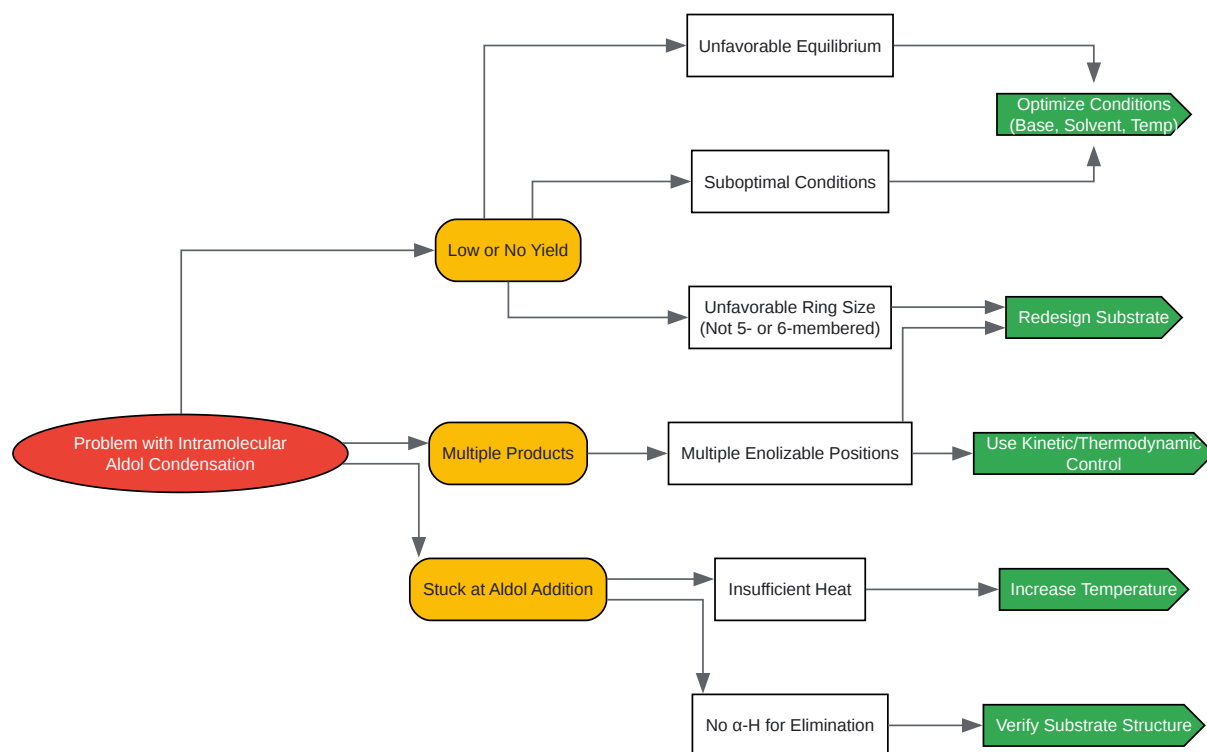 Unfavorable Equilibrium
Optimize Conditions
(Base, Solvent, Temp)
Suboptimal Conditions
Low or No Yield
Unfavorable Ring Size
(Not 5- or 6-membered)
Redesign Substrate
Problem with Intramolecular
Aldol Condensation
Multiple Products
Multiple Enolizable Positions
Use Kinetic/Thermodynamic
Control
Stuck at Aldol Addition
Insufficient Heat
Increase Temperature
No α-H for Elimination
Verify Substrate Structure